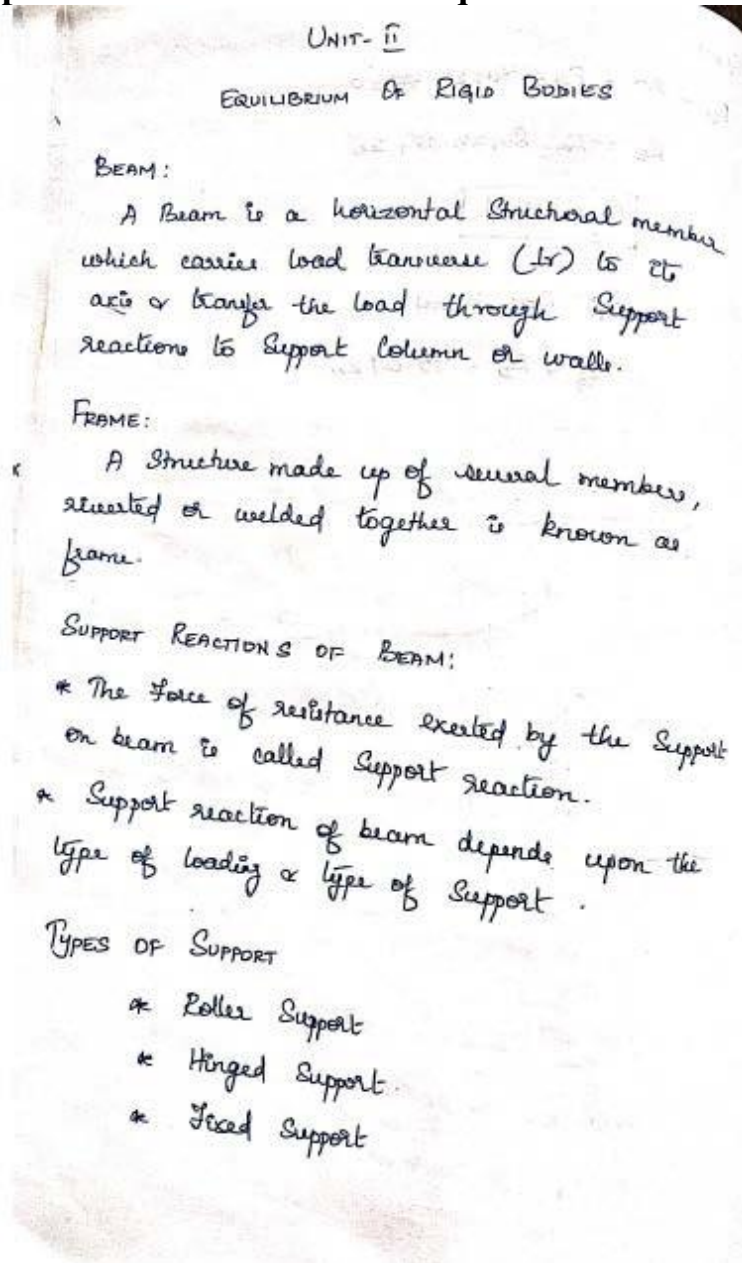 UNIT- II
EQUILIBRIUM OF RIGID BODIES
BEAM:
A Beam is a horizontal Structural member
which carries load transverse (⊥r) to its
axis & transfer the load through Support
reactions to Support Column or walls.
FRAME:
A Structure made up of several members,
riveted or welded together is known as
frame.
SUPPORT REACTIONS OF BEAM:
* The Force of resistance exerted by the Support
on beam is called Support reaction.
* Support reaction of beam depends upon the
type of loading & type of Support.
TYPES OF SUPPORT
* Roller Support
* Hinged Support.
* Fixed Support